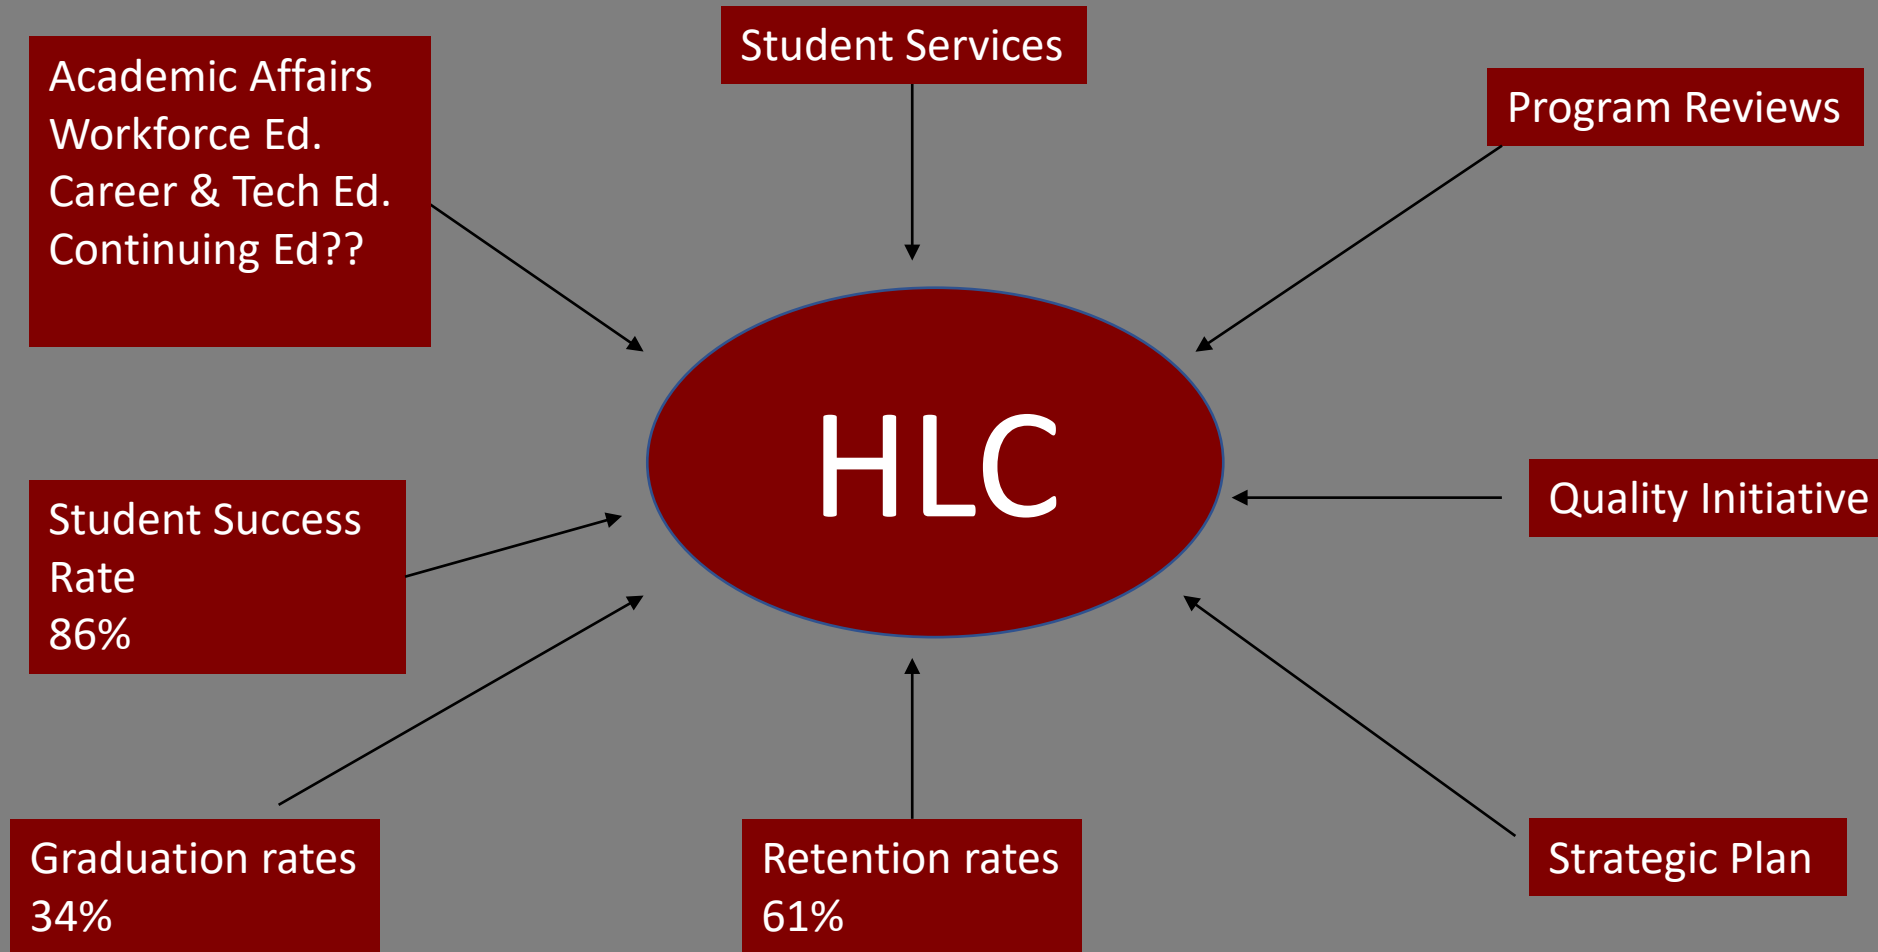 Academic Affairs
Workforce Ed.
Career & Tech Ed.
Continuing Ed??
Student Services
Program Reviews
HLC
Student Success
Rate
86%
Quality Initiative
Graduation rates
34%
Retention rates
61%
Strategic Plan